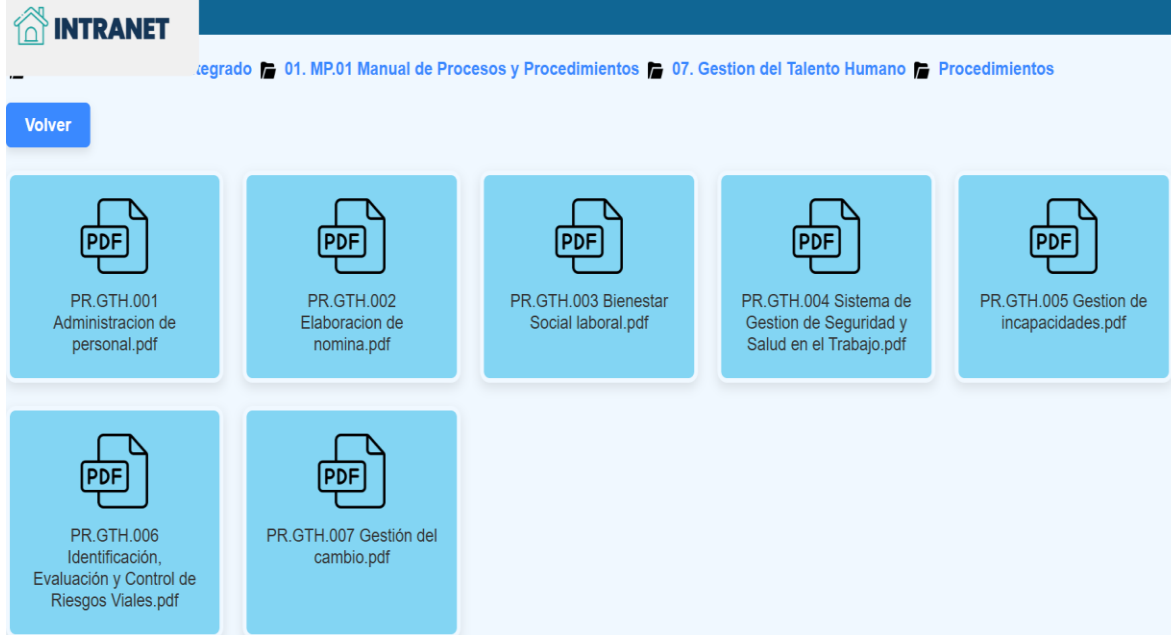 INTRANET
tegrado 01. MP.01 Manual de Procesos y Procedimientos 07. Gestion del Talento Humano Procedimientos
Volver
PDF
PR.GTH.001
Administracion de
personal.pdf
PDF
PR.GTH.002
Elaboracion de
nomina.pdf
PDF
PR.GTH.003 Bienestar
Social laboral.pdf
PDF
PR.GTH.004 Sistema de
Gestion de Seguridad y
Salud en el Trabajo.pdf
PDF
PR.GTH.005 Gestion de
incapacidades.pdf
PDF
PR.GTH.006
Identificación,
Evaluación y Control de
Riesgos Viales.pdf
PDF
PR.GTH.007 Gestión del
cambio.pdf